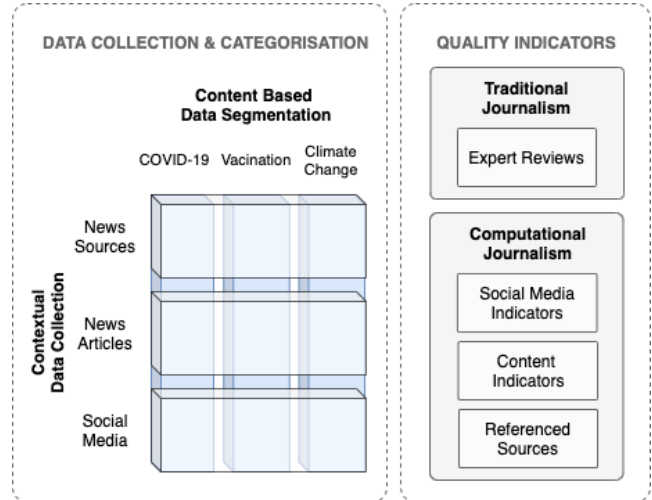 DATA COLLECTION & CATEGORISATION
Content Based
Data Segmentation
COVID-19
Vacination
Climate
Change
Contextual
Data Collection
News
Sources
News
Articles
Social
Media
QUALITY INDICATORS
Traditional
Journalism
Expert Reviews
Computational
Journalism
Social Media
Indicators
Content
Indicators
Referenced
Sources